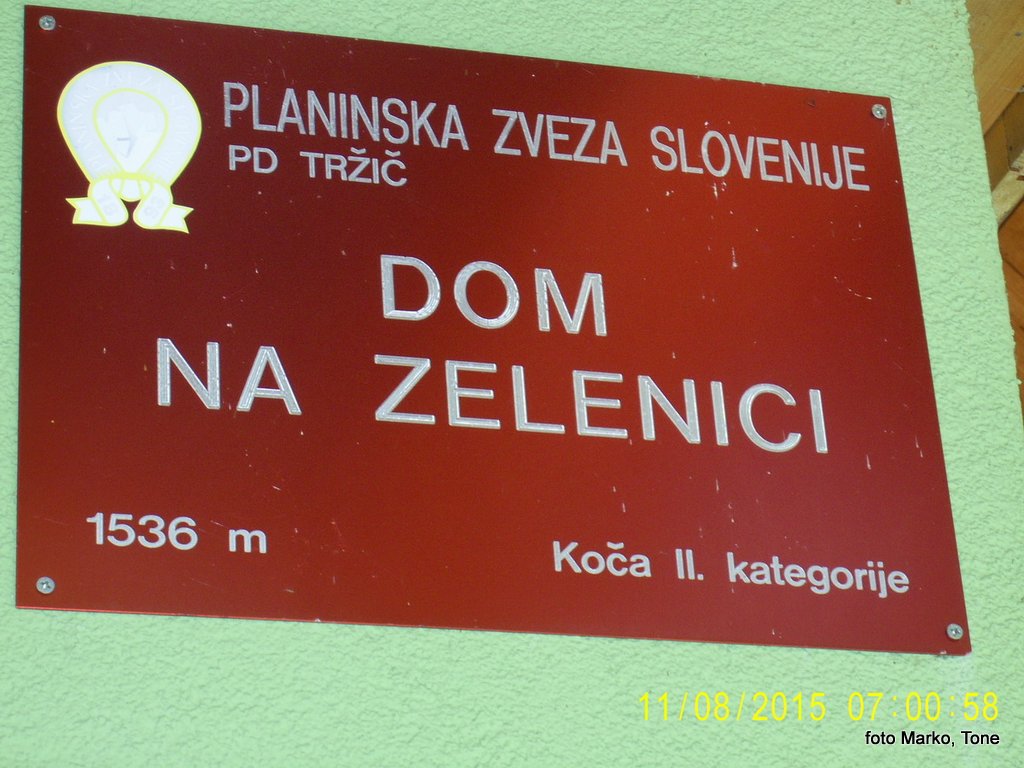 PLANINSKA ZVEZA SLOVENIJE
PD TRŽIČ
DOM
NA ZELENICI
1536 m
Koča II. kategorije
11/08/2015 07:00:58
foto Marko, Tone